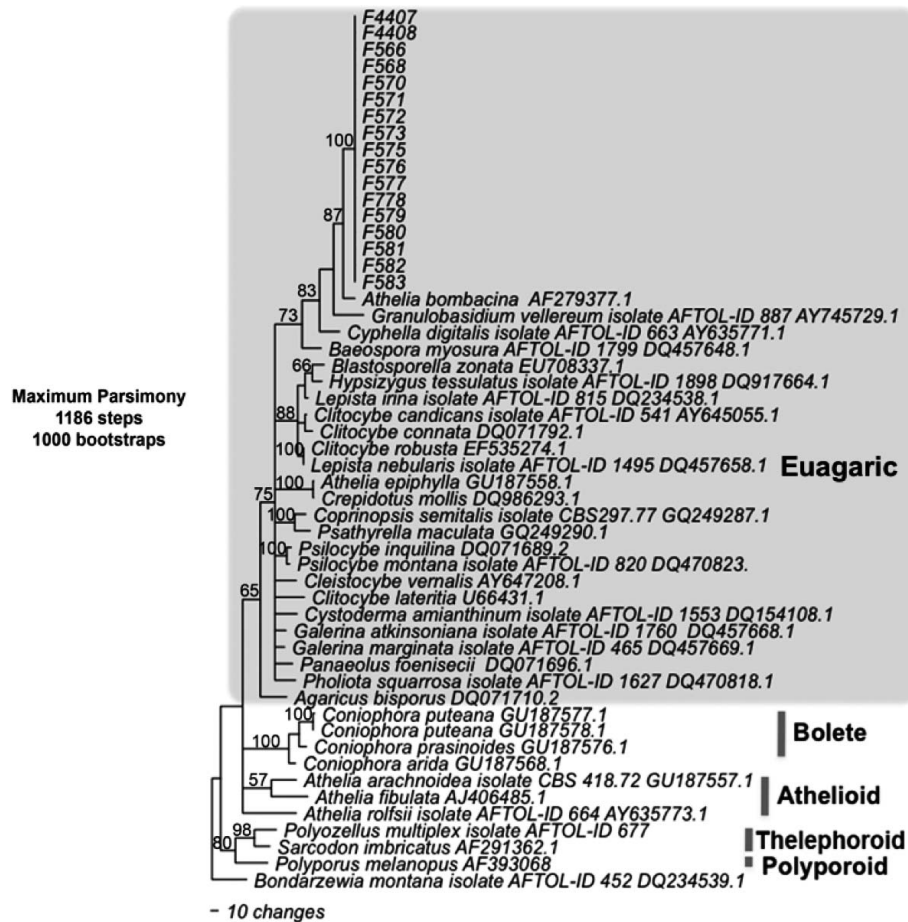 F4407
F4408
F566
F568
F570
F571
F572
F573
100
F575
F576
F577
F778
87
F579
F580
F581
F582
F583
83
Athelia bombacina AF279377.1
73
Granulobasidium vellereum isolate AFTOL-ID 887 AY745729.1
Cyphella digitalis isolate AFTOL-ID 663 AY635771.1
Baeospora myosura AFTOL-ID 1799 DQ457648.1
66
Blastosporella zonata EU708337.1
Hypsizygus tessulatus isolate AFTOL-ID 1898 DQ917664.1
Maximum Parsimony
1186 steps
1000 bootstraps
Lepista irina isolate AFTOL-ID 815 DQ234538.1
88
Clitocybe candicans isolate AFTOL-ID 541 AY645055.1
Clitocybe connata DQ071792.1
100
Clitocybe robusta EF535274.1
Lepista nebularis isolate AFTOL-ID 1495 DQ457658.1
Euagaric
100
Athelia epiphylla GU187558.1
75
Crepidotus mollis DQ986293.1
100
Coprinopsis semitalis isolate CBS297.77 GQ249287.1
Psathyrella maculata GQ249290.1
100
Psilocybe inquilina DQ071689.2
Psilocybe montana isolate AFTOL-ID 820 DQ470823.
65
Cleistocybe vernalis AY647208.1
Clitocybe lateritia U66431.1
Cystoderma amianthinum isolate AFTOL-ID 1553 DQ154108.1
Galerina atkinsoniana isolate AFTOL-ID 1760 DQ457668.1
Galerina marginata isolate AFTOL-ID 465 DQ457669.1
Panaeolus foenisecii DQ071696.1
Pholiota squarrosa isolate AFTOL-ID 1627 DQ470818.1
Agaricus bisporus DQ071710.2
100
Coniophora puteana GU187577.1
Coniophora puteana GU187578.1
Bolete
100
Coniophora prasinoides GU187576.1
Coniophora arida GU187568.1
57
Athelia arachnoidea isolate CBS 418.72 GU187557.1
Athelia fibulata AJ406485.1
Athelioid
Athelia rolfsii isolate AFTOL-ID 664 AY635773.1
98
Polyozellus multiplex isolate AFTOL-ID 677
Thelephoroid
80
Sarcodon imbricatus AF291362.1
Polyporus melanopus AF393068
Polyporoid
Bondarzewia montana isolate AFTOL-ID 452 DQ234539.1
10 changes